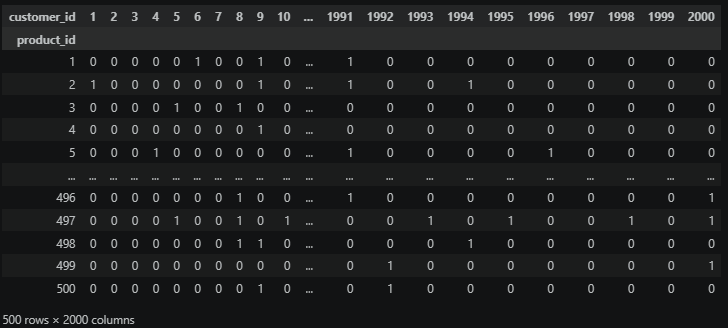 customer_id 1 2 3 4 5 6 7 8 9 10 ... 1991 1992 1993 1994 1995 1996 1997 1998 1999 2000
product_id
1 0 0 0 0 0 1 0 0 1 0 ... 1 0 0 0 0 0 0 0 0 0
2 1 0 0 0 0 0 0 0 1 0 ... 1 0 0 1 0 0 0 0 0 0
3 0 0 0 0 1 0 0 1 0 0 ... 0 0 0 0 0 0 0 0 0 0
4 0 0 0 0 0 0 0 0 1 0 ... 0 0 0 0 0 0 0 0 0 0
5 0 0 0 1 0 0 0 0 0 0 ... 1 0 0 0 0 1 0 0 0 0
... ... ... ... ... ... ... ... ... ... ... ... ... ... ... ... ... ... ... ... ... ...
496 0 0 0 0 0 0 0 1 0 0 ... 1 0 0 0 0 0 0 0 0 1
497 0 0 0 0 1 0 0 1 0 1 ... 0 0 1 0 1 0 0 1 0 1
498 0 0 0 0 0 0 0 1 1 0 ... 0 0 0 1 0 0 0 0 0 0
499 0 0 0 0 0 0 0 0 0 0 ... 0 1 0 0 0 0 0 0 0 1
500 0 0 0 0 0 0 0 0 1 0 ... 0 1 0 0 0 0 0 0 0 0
500 rows × 2000 columns